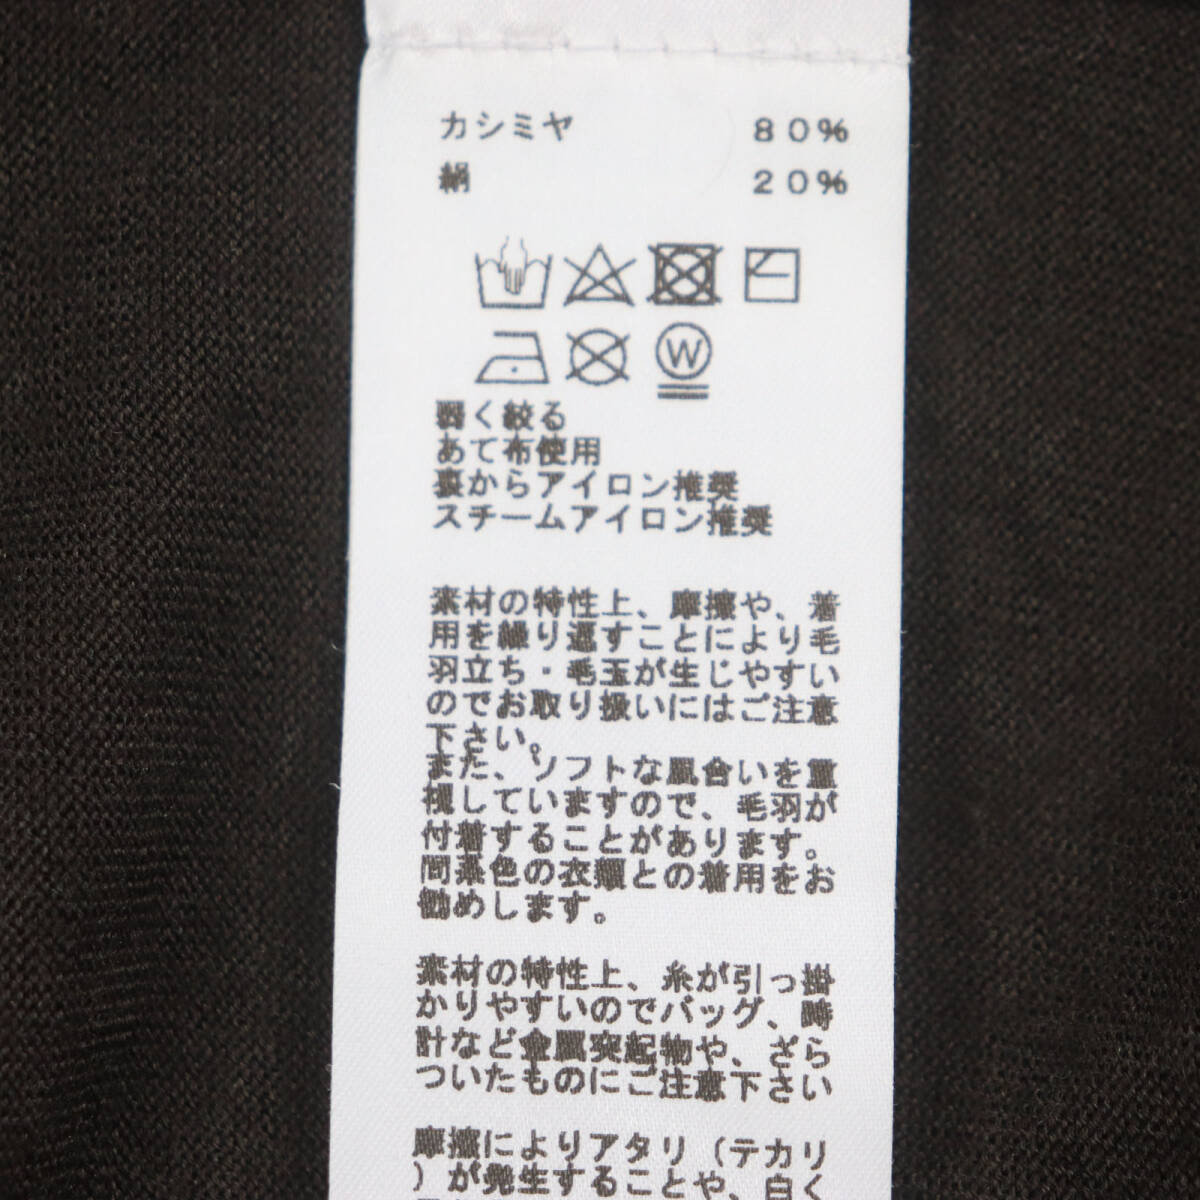 カシミヤ 80%
絹 20%
W
弱く絞る
あて布使用
裏からアイロン推奨
スチームアイロン推奨
素材の特性上、摩擦や、着
用を繰り返すことにより毛
羽立ち・毛玉が生じやすい
のでお取り扱いにはご注意
下さい。
また、ソフトな風合いを重
視していますので、毛羽が
付着することがあります。
同系色の衣類との着用をお
勧めします。
素材の特性上、糸が引っ掛
かりやすいのでバッグ、時
計など金属突起物や、ざら
ついたものにご注意下さい
摩擦によりアタリ（テカリ
）が発生することや、白く